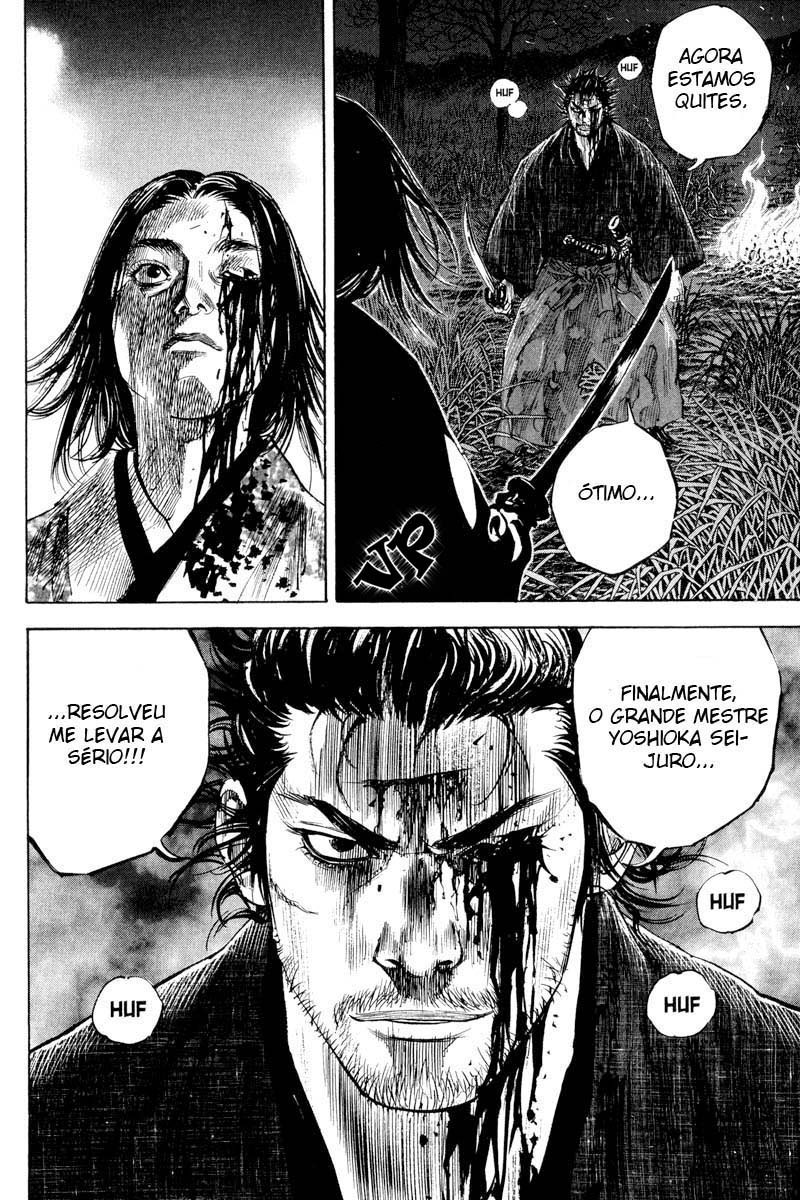 AGORA
ESTAMOS
QUITES.
HUF
HUF
ÓTIMO...
VP
FINALMENTE,
O GRANDE MESTRE
YOSHIOKA SEI-
JURO...
...RESOLVEU
ME LEVAR A
SÉRIO!!!
HUF
HUF
HUF